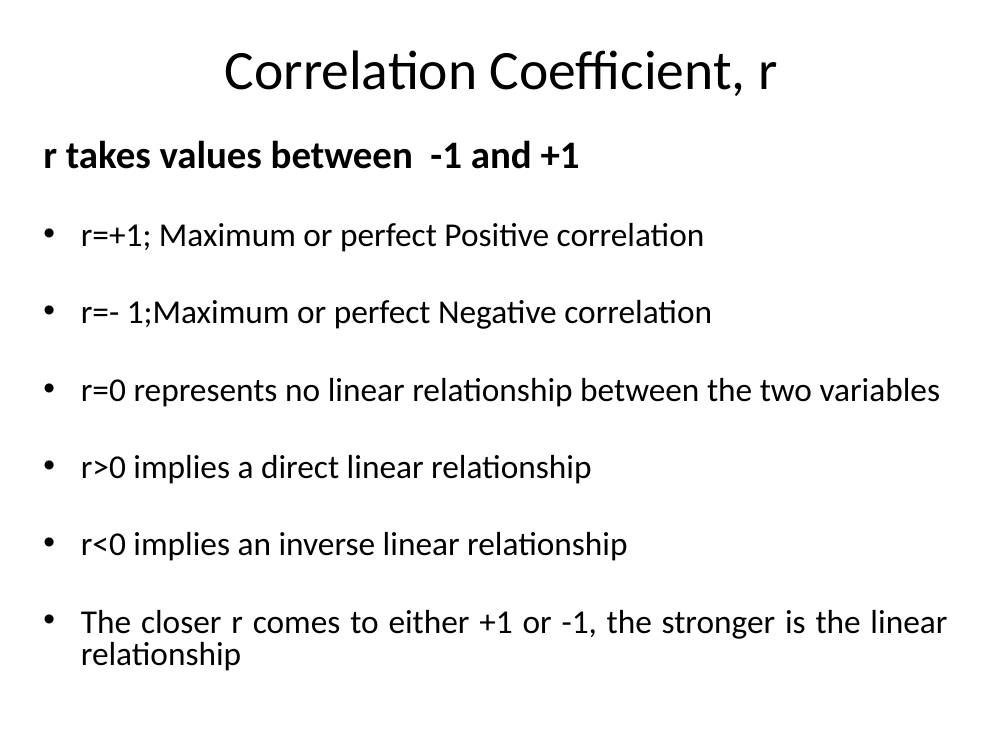 Correlation Coefficient, r
r takes values between  -1 and +1
• r=+1; Maximum or perfect Positive correlation
• r=- 1;Maximum or perfect Negative correlation
• r=0 represents no linear relationship between the two variables
• r>0 implies a direct linear relationship
• r<0 implies an inverse linear relationship
• The closer r comes to either +1 or -1, the stronger is the linear
relationship